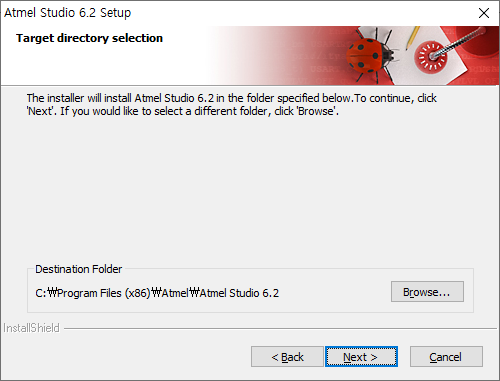 Atmel Studio 6.2 Setup
Target directory selection
The installer will install Atmel Studio 6.2 in the folder specified below.To continue, click
'Next'. If you would like to select a different folder, click 'Browse'.
Destination Folder
C:₩Program Files (x86)₩Atmel₩Atmel Studio 6.2
Browse...
InstallShield
< Back
Next >
Cancel